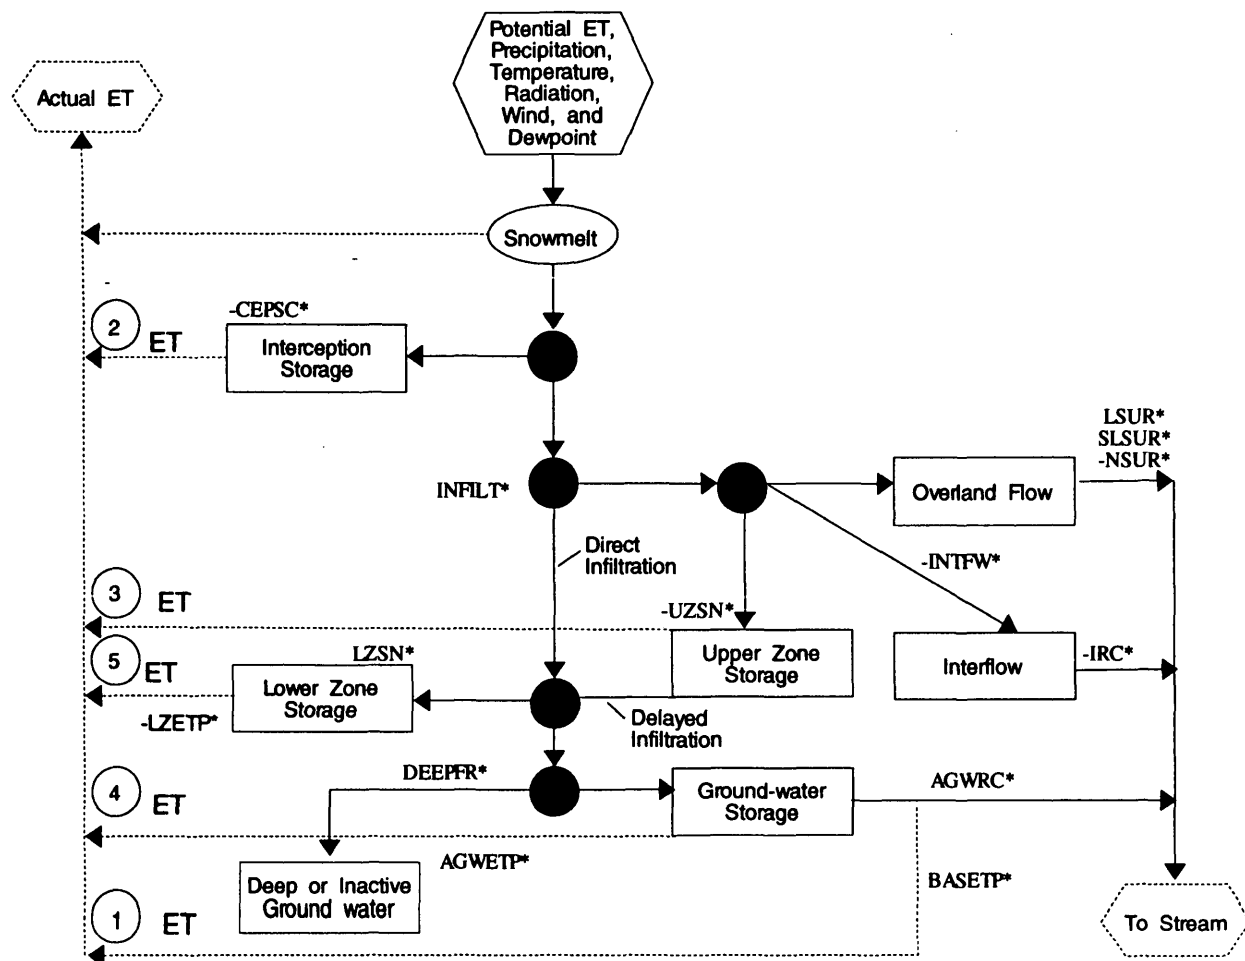 Potential ET,
Precipitation,
Temperature,
Radiation,
Wind, and
Dewpoint
Actual ET
Snowmelt
-CEPSC*
2
ET
Interception
Storage
LSUR*
SLSUR*
-NSUR*
INFILT*
Overland Flow
Direct
Infiltration
-INTFW*
3
ET
-UZSN*
5
ET
LZSN*
Upper Zone
Storage
Interflow
-IRC*
Lower Zone
Storage
-LZETP*
Delayed
Infiltration
DEEPFR*
4
ET
Ground-water
Storage
AGWRC*
AGWETP*
Deep or Inactive
Ground water
BASETP*
1
ET
To Stream